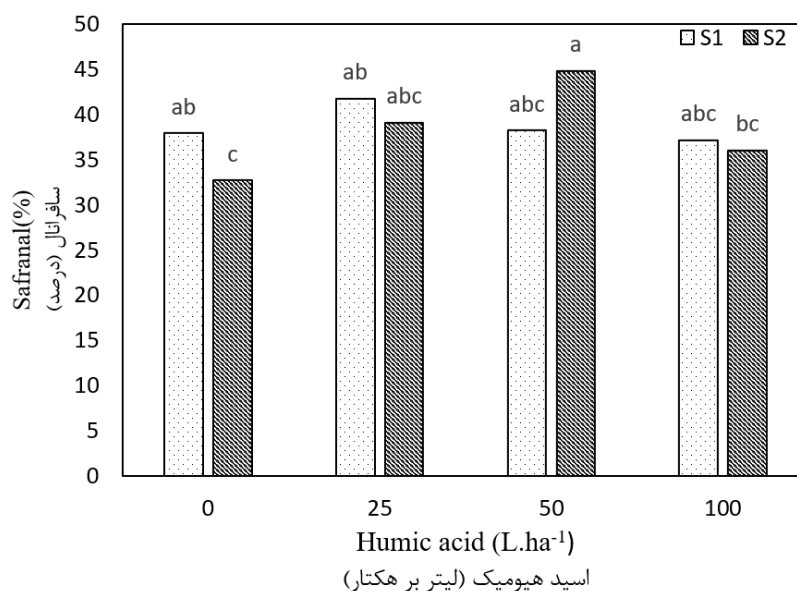 S1 S2
50
45
40
35
30
25
20
15
10
5
0
Safranal(%)
سافرانال (درصد)
ab
c
ab
abc
abc
a
abc
bc
0 25 50 100
Humic acid (L.ha⁻¹)
اسید هیومیک (لیتر بر هکتار)